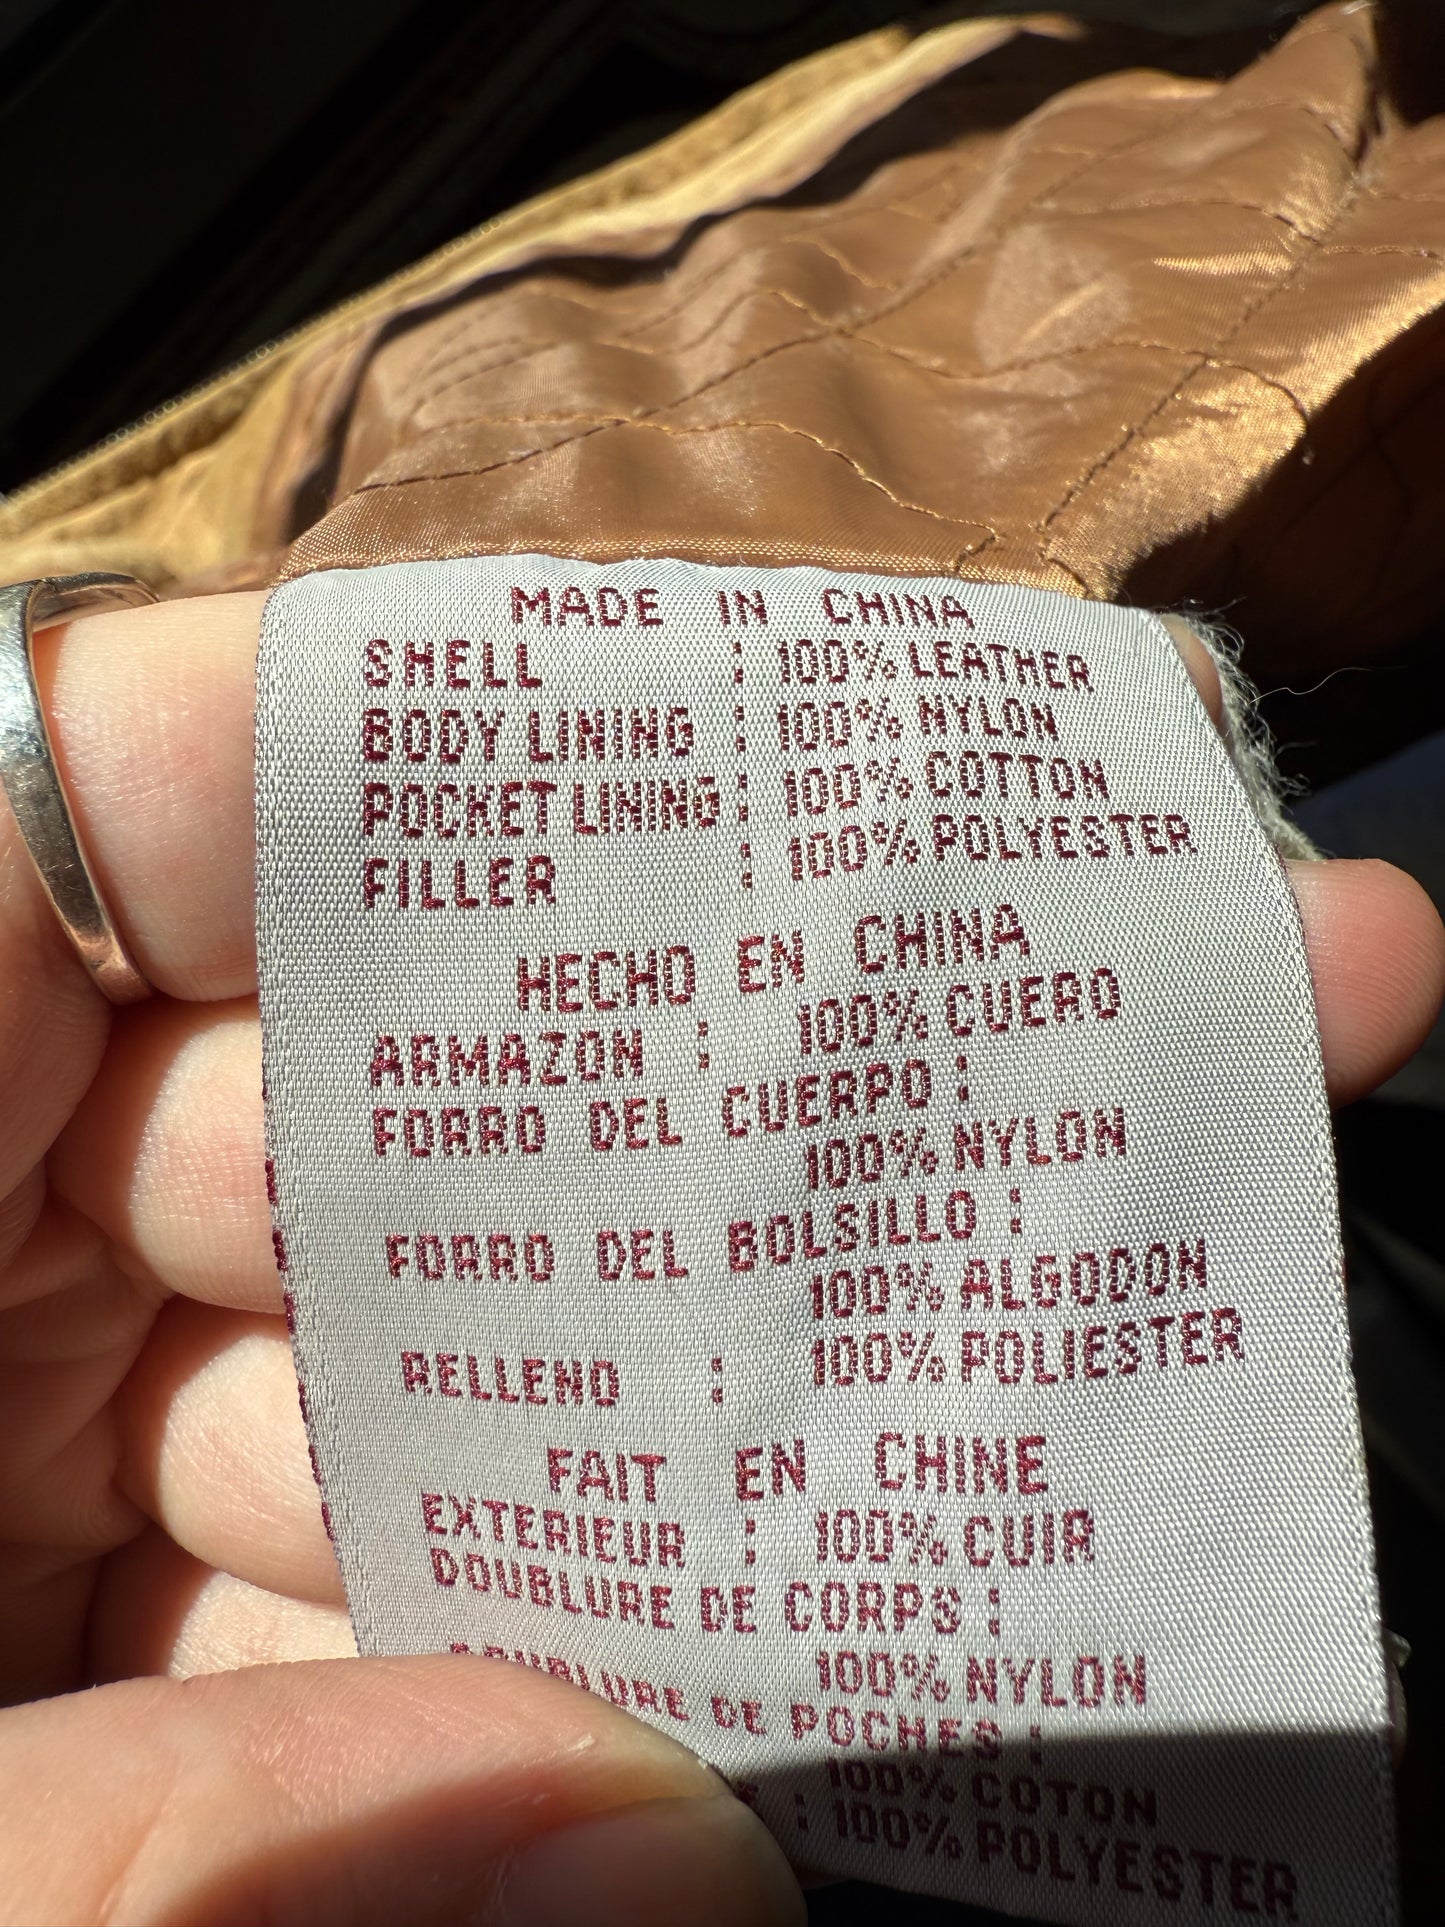 MADE IN CHINA
SHELL : 100% LEATHER
BODY LINING : 100% NYLON
POCKET LINING : 100% COTTON
FILLER : 100% POLYESTER
HECHO EN CHINA
ARMAZON : 100% CUERO
FORRO DEL CUERPO :
100% NYLON
FORRO DEL BOLSILLO :
100% ALGODON
RELLENO : 100% POLIESTER
FAIT EN CHINE
EXTERIEUR : 100% CUIR
DOUBLURE DE CORPS :
100% NYLON
DOUBLURE DE POCHES :
100% COTON
: 100% POLYESTER